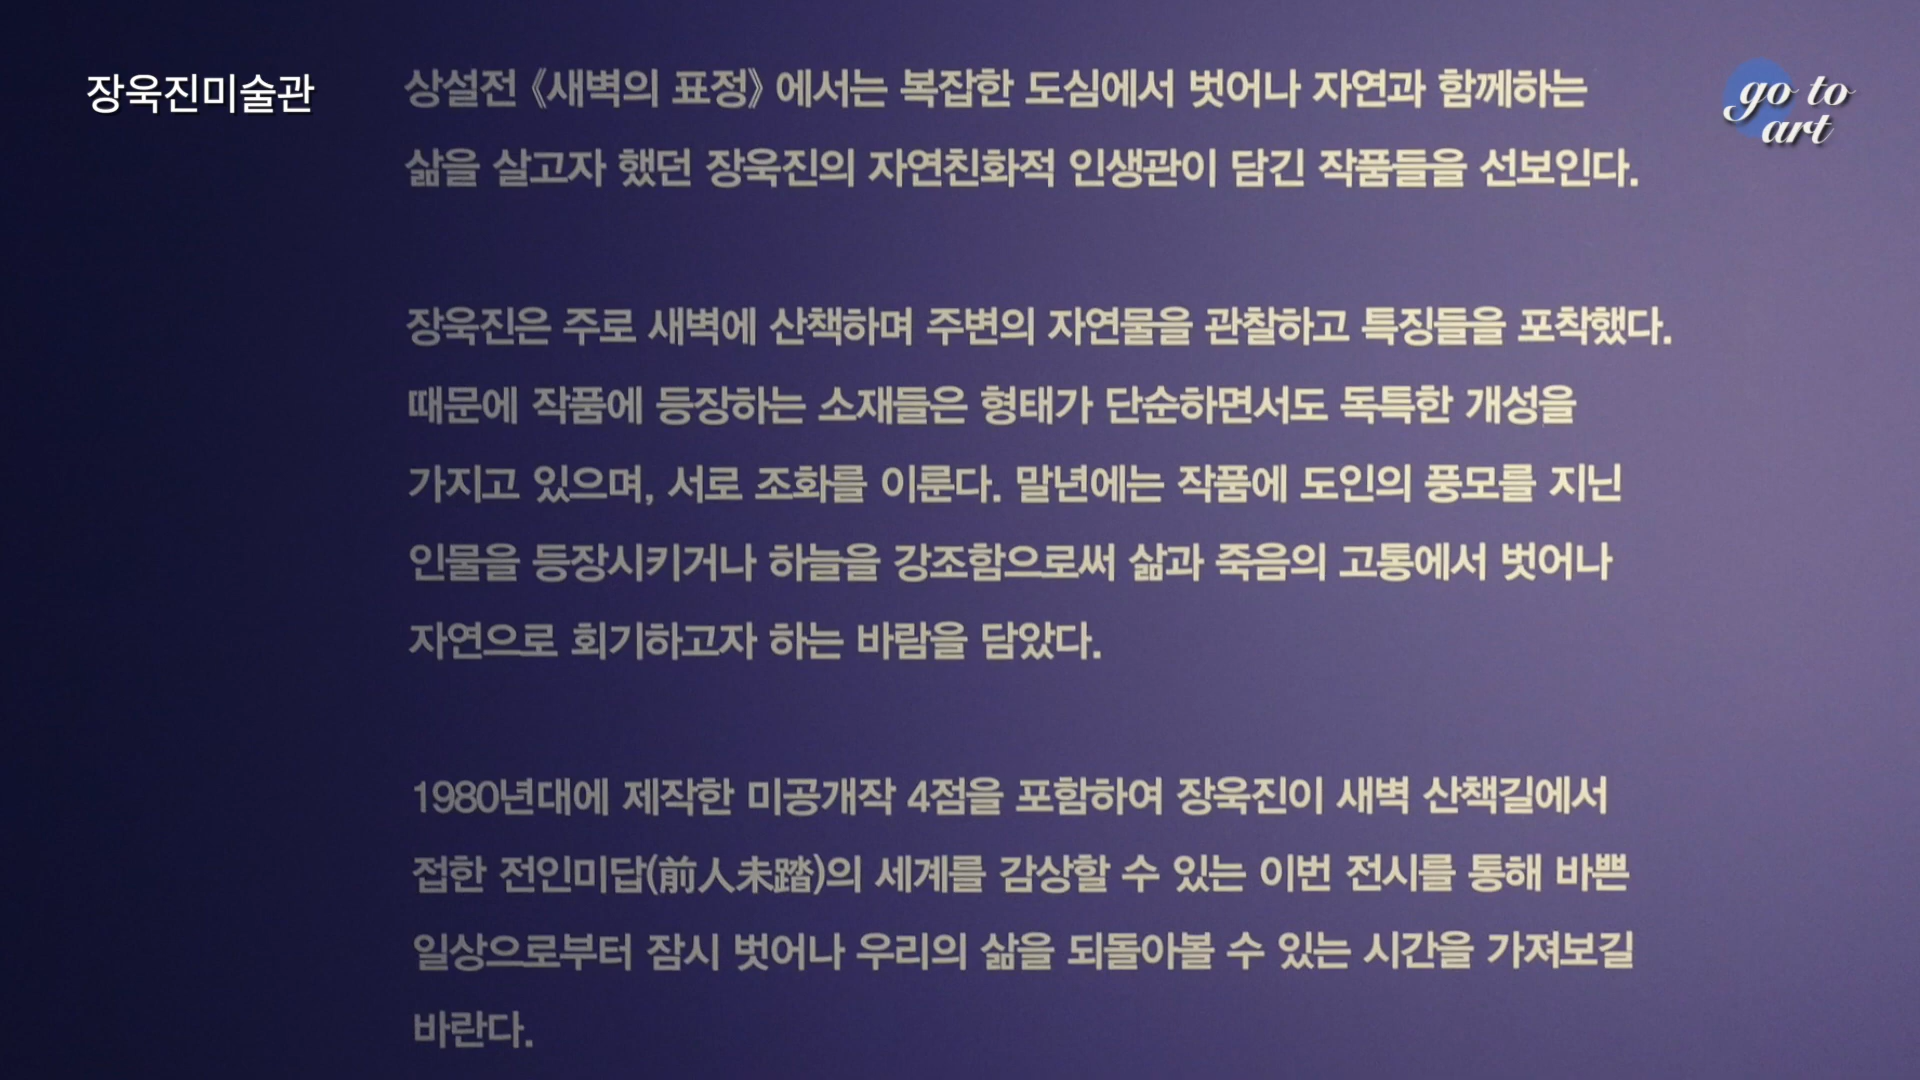 장욱진미술관
go to
art
상설전 《새벽의 표정》 에서는 복잡한 도심에서 벗어나 자연과 함께하는
삶을 살고자 했던 장욱진의 자연친화적 인생관이 담긴 작품들을 선보인다.
장욱진은 주로 새벽에 산책하며 주변의 자연물을 관찰하고 특징들을 포착했다.
때문에 작품에 등장하는 소재들은 형태가 단순하면서도 독특한 개성을
가지고 있으며, 서로 조화를 이룬다. 말년에는 작품에 도인의 풍모를 지닌
인물을 등장시키거나 하늘을 강조함으로써 삶과 죽음의 고통에서 벗어나
자연으로 회기하고자 하는 바람을 담았다.
1980년대에 제작한 미공개작 4점을 포함하여 장욱진이 새벽 산책길에서
접한 전인미답(前人未踏)의 세계를 감상할 수 있는 이번 전시를 통해 바쁜
일상으로부터 잠시 벗어나 우리의 삶을 되돌아볼 수 있는 시간을 가져보길
바란다.